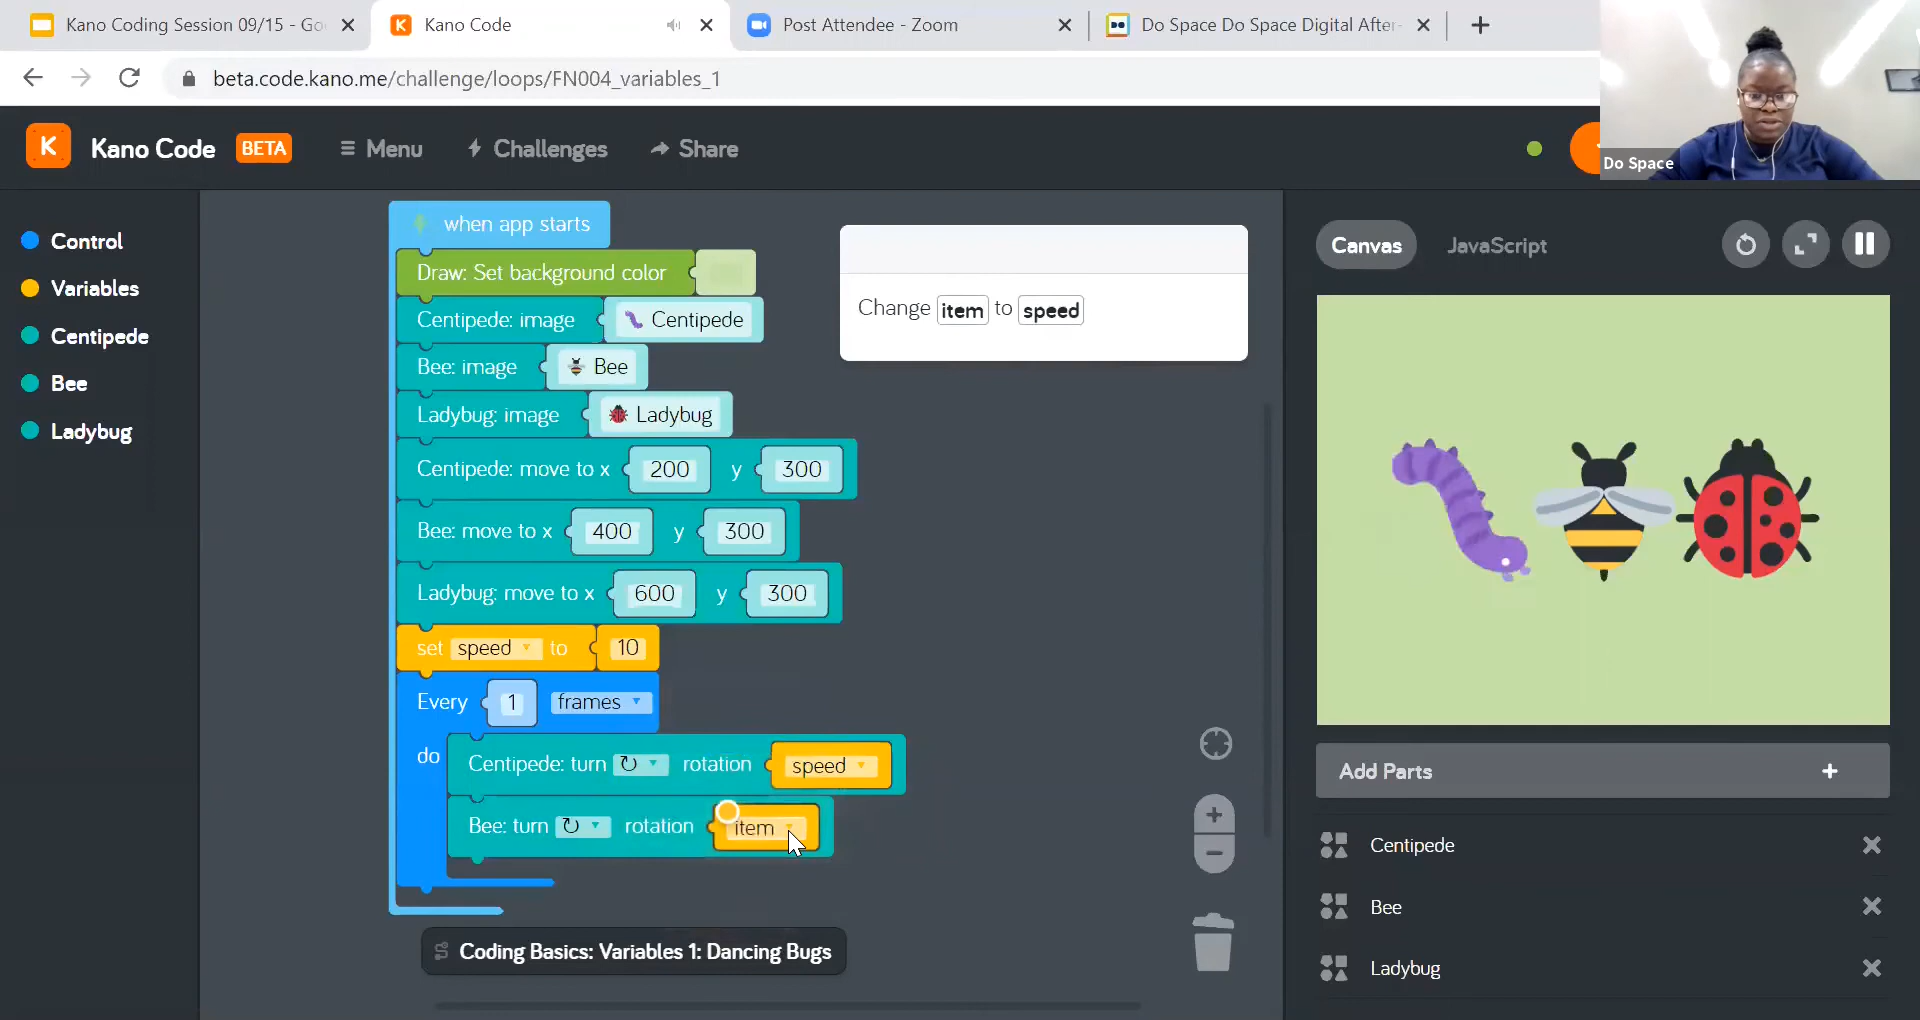 Kano Coding Session 09/15 - Go
Kano Code
Post Attendee - Zoom
Do Space Do Space Digital After-
beta.code.kano.me/challenge/loops/FN004_variables_1
K
Kano Code
BETA
Menu
Challenges
Share
Do Space
Control
Variables
Centipede
Bee
Ladybug
when app starts
Draw: Set background color
Centipede: image Centipede
Bee: image Bee
Ladybug: image Ladybug
Centipede: move to x 200 y 300
Bee: move to x 400 y 300
Ladybug: move to x 600 y 300
set speed to 10
Every 1 frames
do
Centipede: turn ↻ rotation speed
Bee: turn ↻ rotation item
Coding Basics: Variables 1: Dancing Bugs
Change item to speed
Canvas
JavaScript
Add Parts +
Centipede
Bee
Ladybug